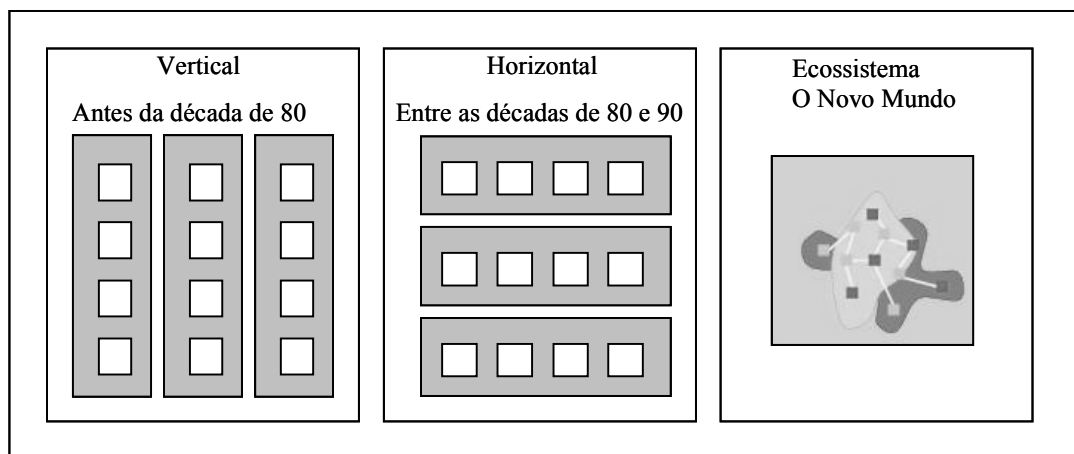 Vertical
Antes da década de 80
Horizontal
Entre as décadas de 80 e 90
Ecossistema
O Novo Mundo